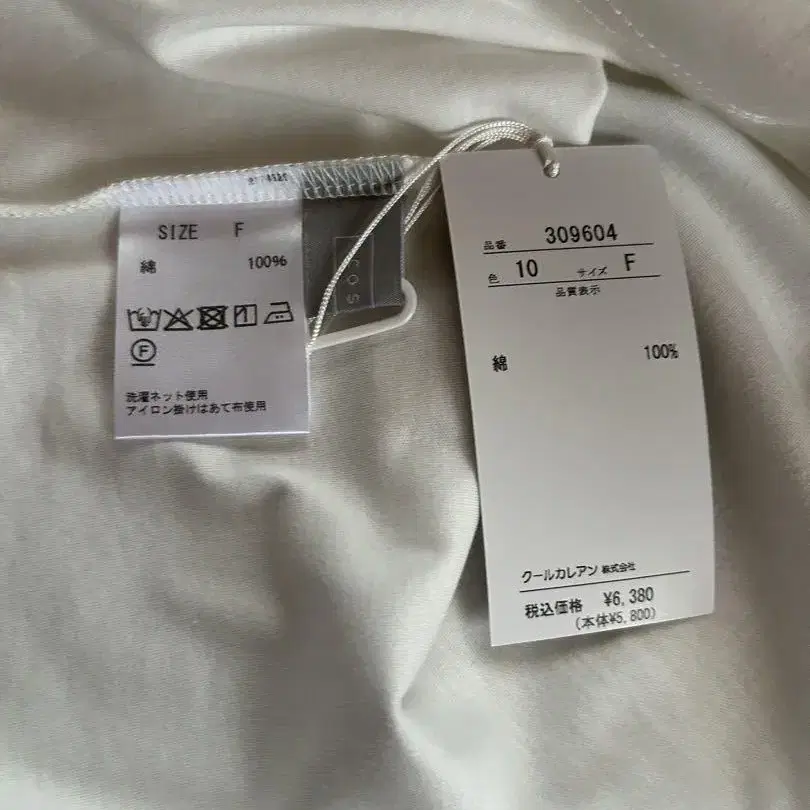 SIZE F
綿 100%
F
洗濯ネット使用
アイロン掛けはあて布使用
品番 309604
色 10 サイズ F
品質表示
綿 100%
クールカレアン 株式会社
税込価格 ¥6,380
(本体¥5,800)